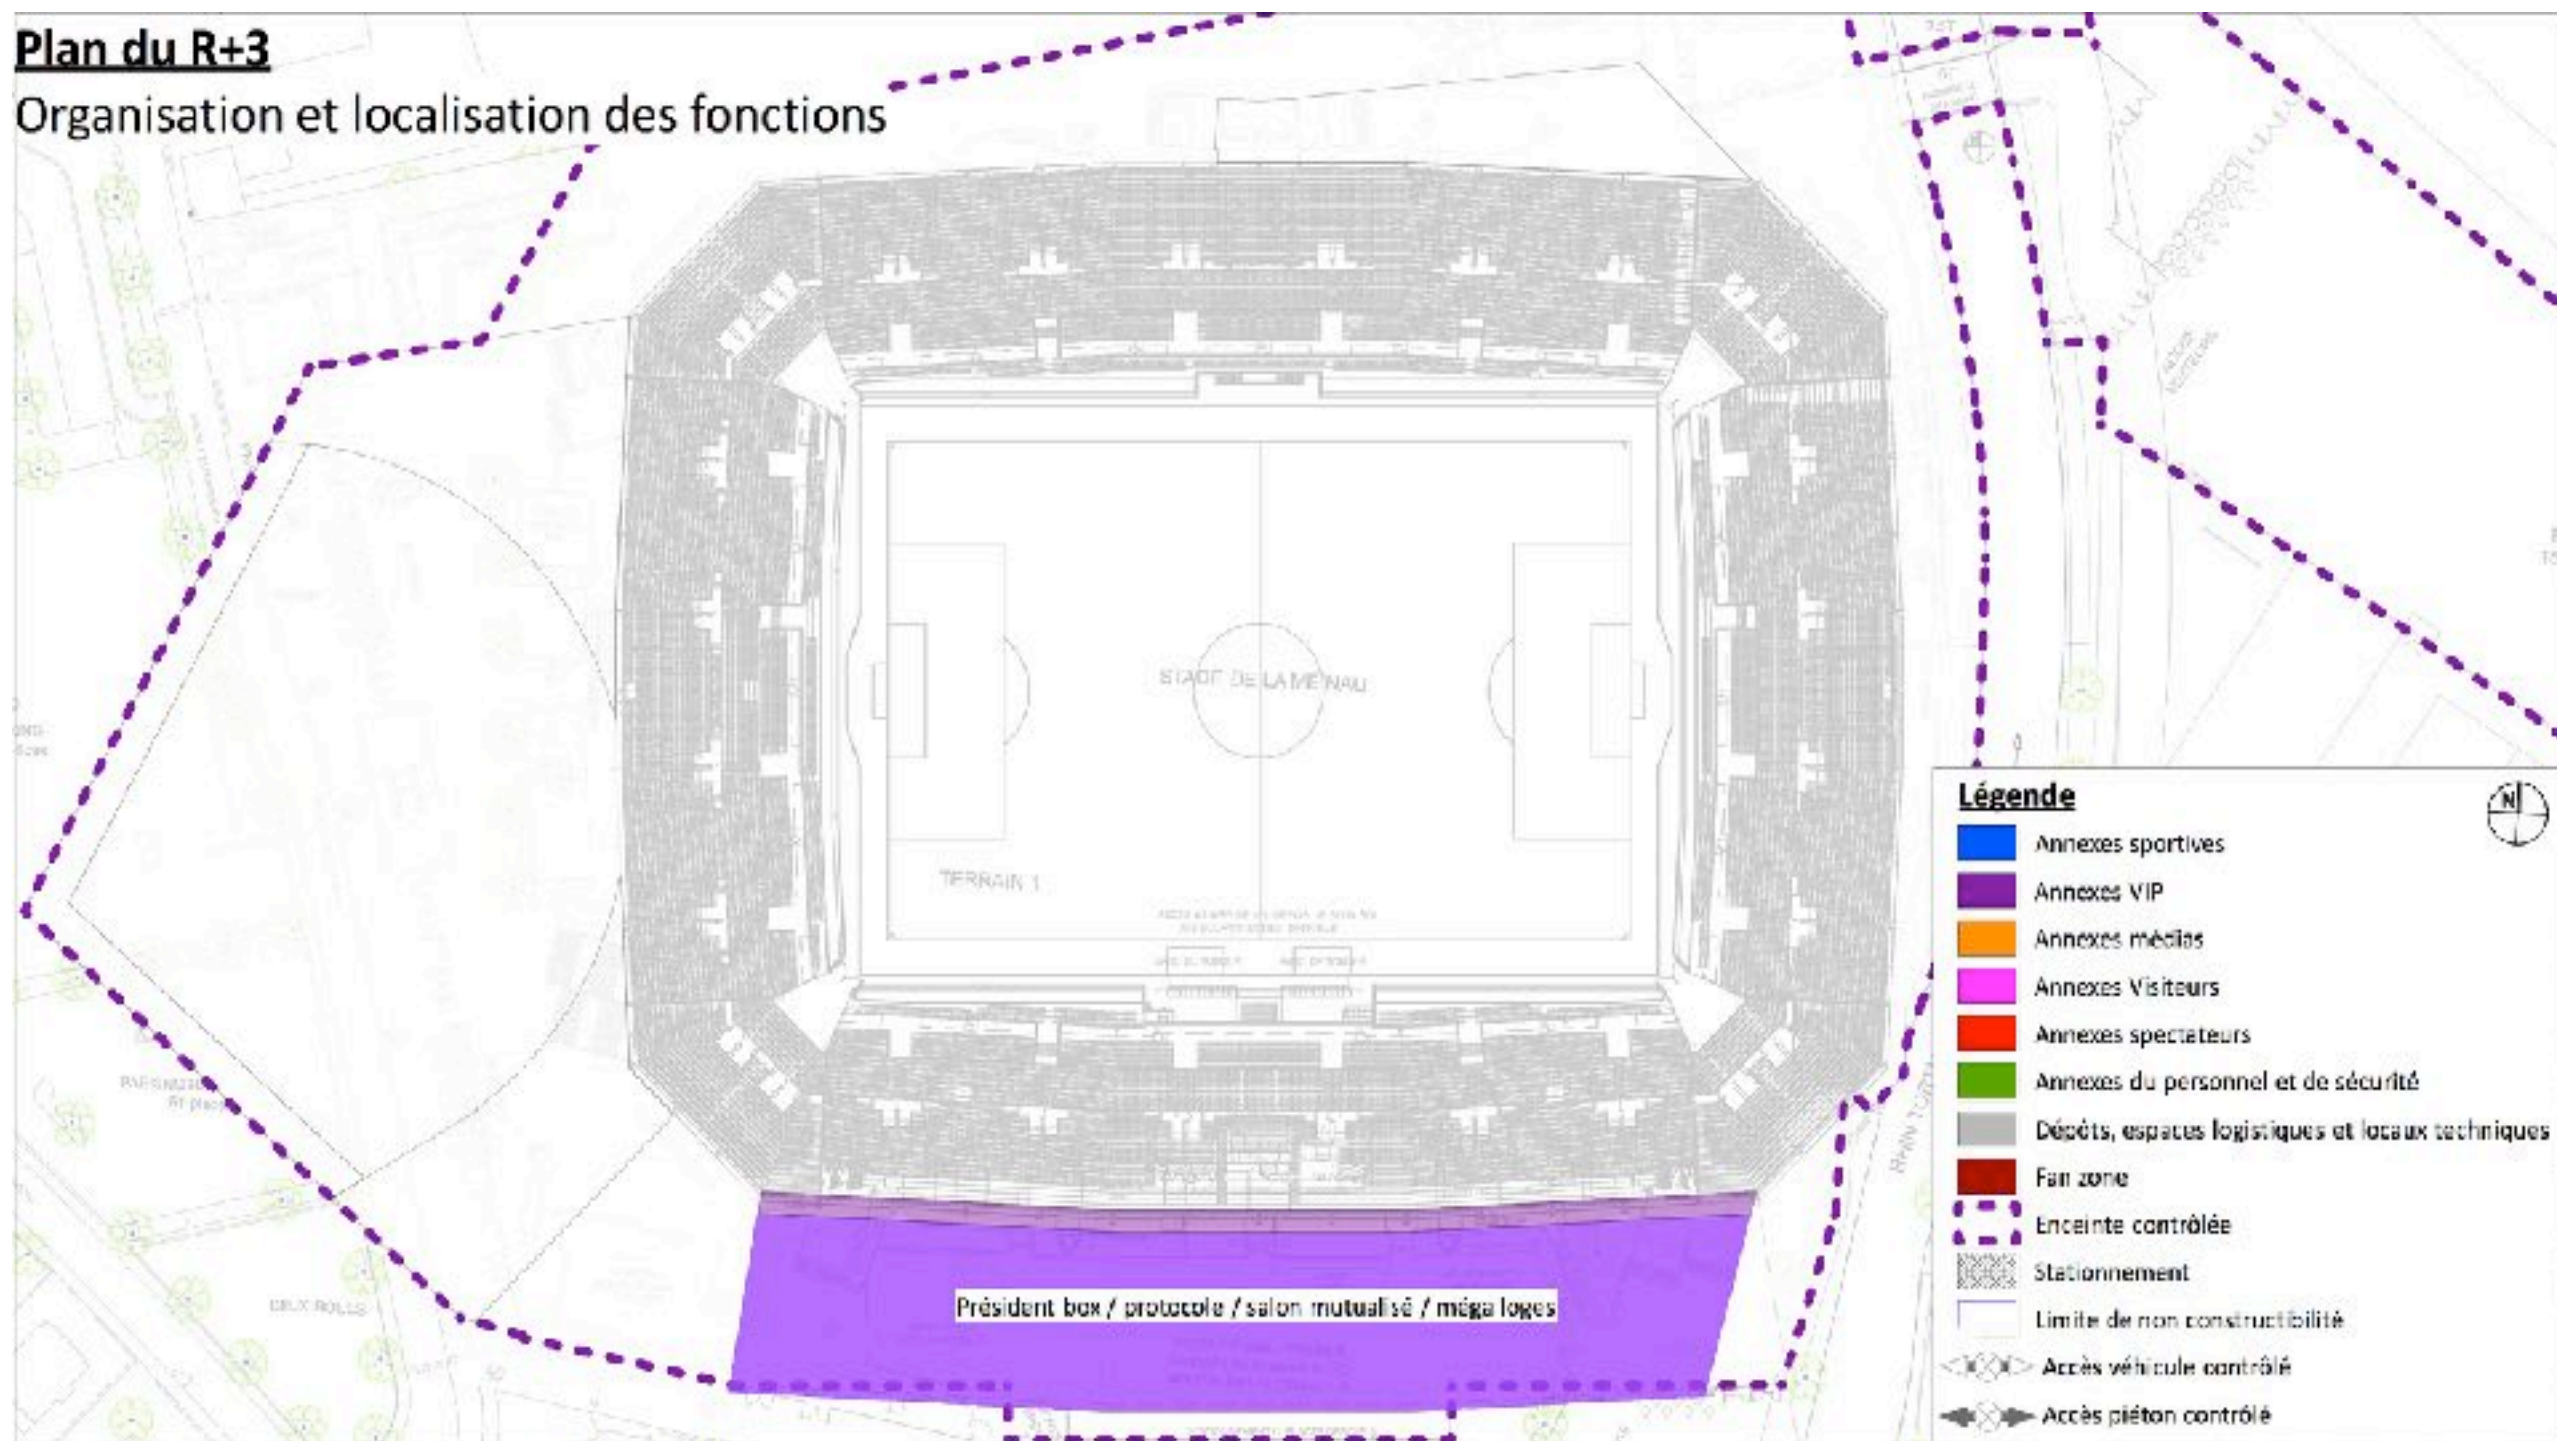 Plan du R+3
Organisation et localisation des fonctions
STADE DE LA MEINAU
TERRAIN 1
Président box / protocole / salon mutualisé / méga loges
Légende
N
Annexes sportives
Annexes VIP
Annexes médias
Annexes Visiteurs
Annexes spectateurs
Annexes du personnel et de sécurité
Dépôts, espaces logistiques et locaux techniques
Fan zone
Enceinte contrôlée
Stationnement
Limite de non constructibilité
Accès véhicule contrôlé
Accès piéton contrôlé